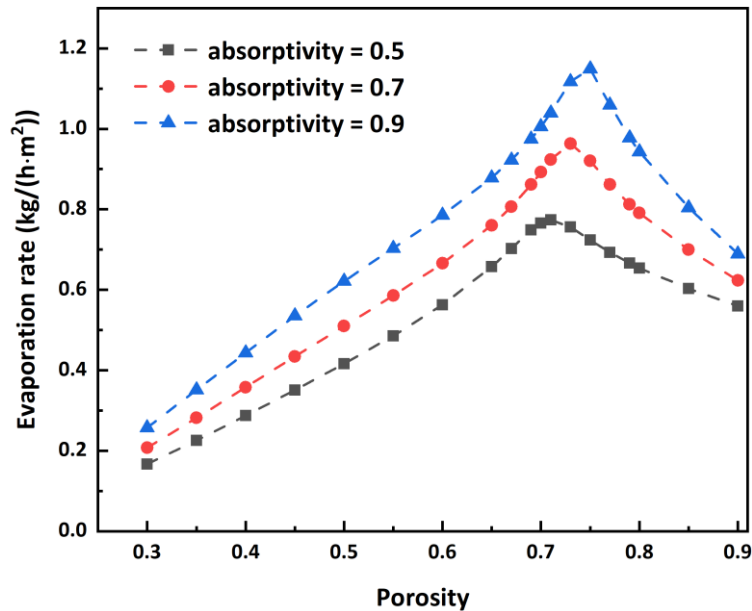 absorptivity = 0.5
absorptivity = 0.7
absorptivity = 0.9
Evaporation rate (kg/(h·m²))
1.2
1.0
0.8
0.6
0.4
0.2
0.0
0.3 0.4 0.5 0.6 0.7 0.8 0.9
Porosity